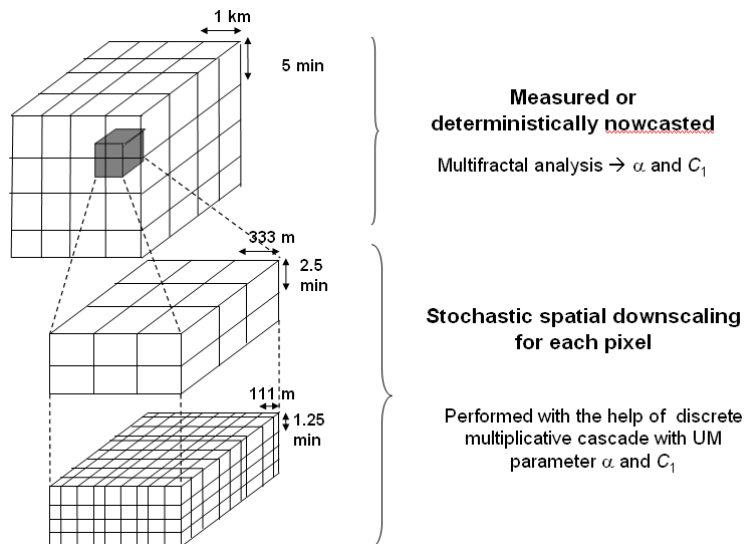 1 km
5 min
Measured or
deterministically nowcasted
Multifractal analysis → α and C₁
333 m
2.5
min
Stochastic spatial downscaling
for each pixel
111 m
1.25
min
Performed with the help of discrete
multiplicative cascade with UM
parameter α and C₁